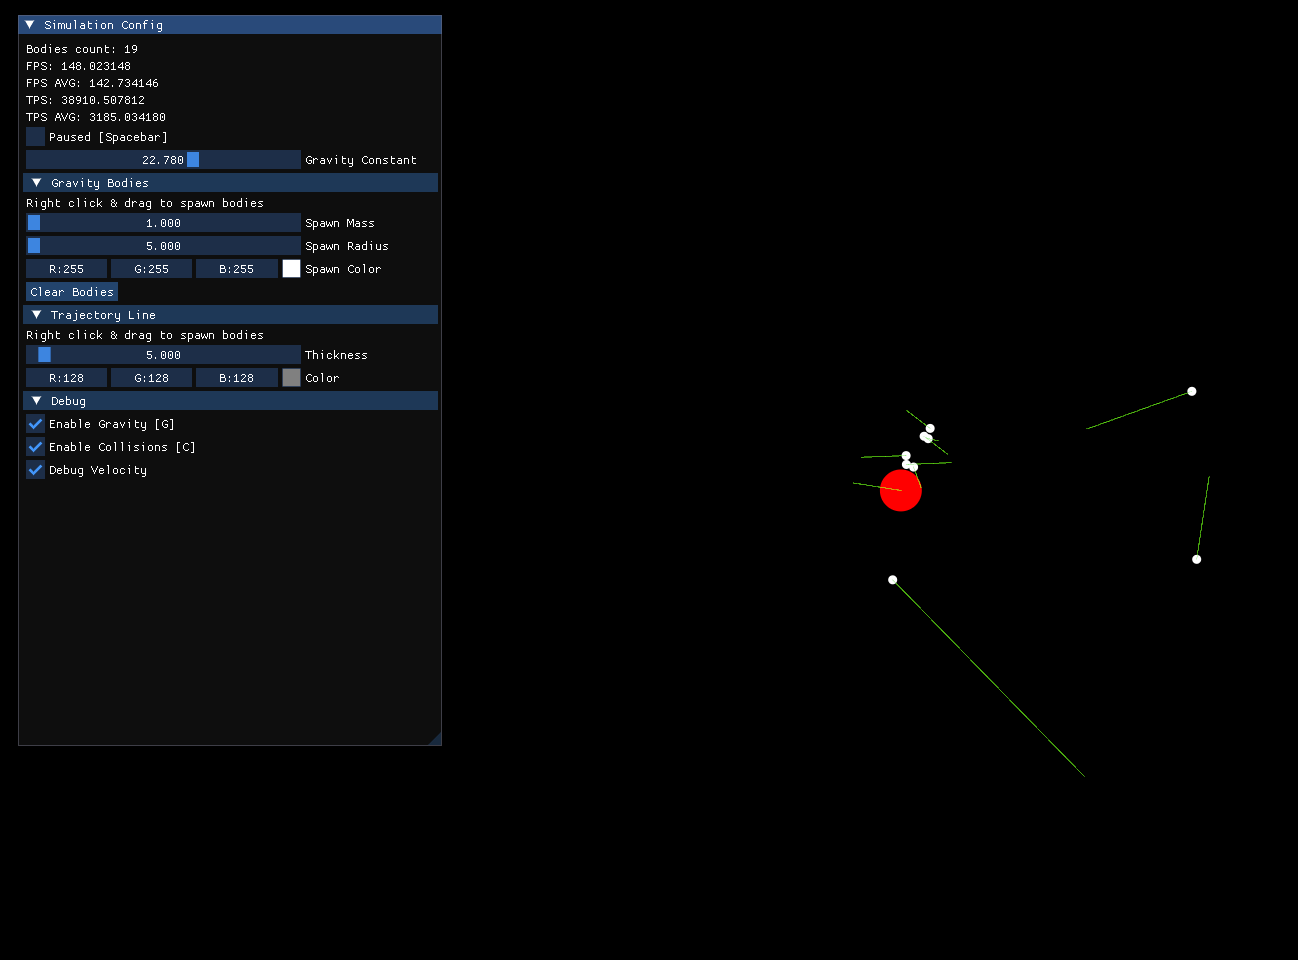 Simulation Config
Bodies count: 19
FPS: 148.023148
FPS AVG: 142.734146
TPS: 38910.507812
TPS AVG: 3185.034180
Paused [Spacebar]
22.780 Gravity Constant
Gravity Bodies
Right click & drag to spawn bodies
1.000 Spawn Mass
5.000 Spawn Radius
R:255 G:255 B:255 Spawn Color
Clear Bodies
Trajectory Line
Right click & drag to spawn bodies
5.000 Thickness
R:128 G:128 B:128 Color
Debug
Enable Gravity [G]
Enable Collisions [C]
Debug Velocity